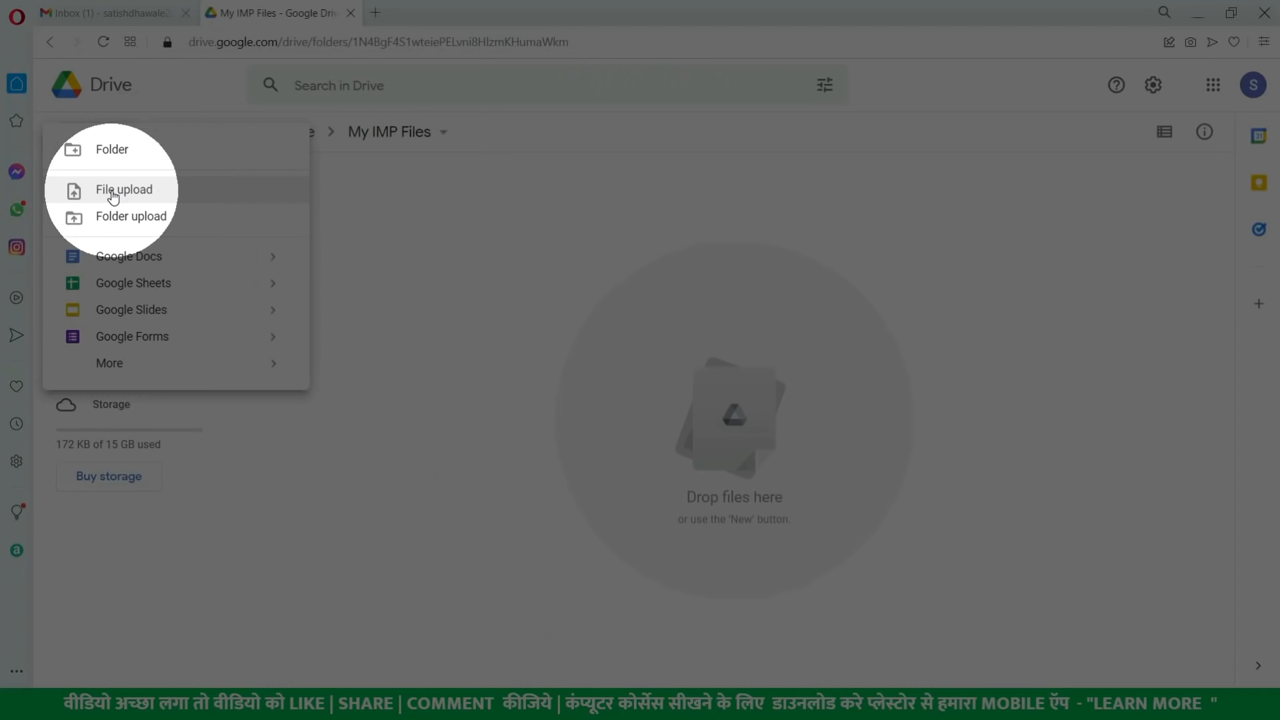 Inbox (1) - satishdhawale
My IMP Files - Google Driv
drive.google.com/drive/folders/1N4BgF4S1wteiePELvni8HlzmKHumaWkm
Drive
Search in Drive
S
Folder
e > My IMP Files
File upload
Folder upload
Google Docs
Google Sheets
Google Slides
Google Forms
More
Storage
172 KB of 15 GB used
Buy storage
Drop files here
or use the 'New' button.
वीडियो अच्छा लगा तो वीडियो को LIKE | SHARE | COMMENT कीजिये | कंप्यूटर कोर्सेस सीखने के लिए डाउनलोड करे प्लेस्टोर से हमारा MOBILE ऍप - "LEARN MORE "